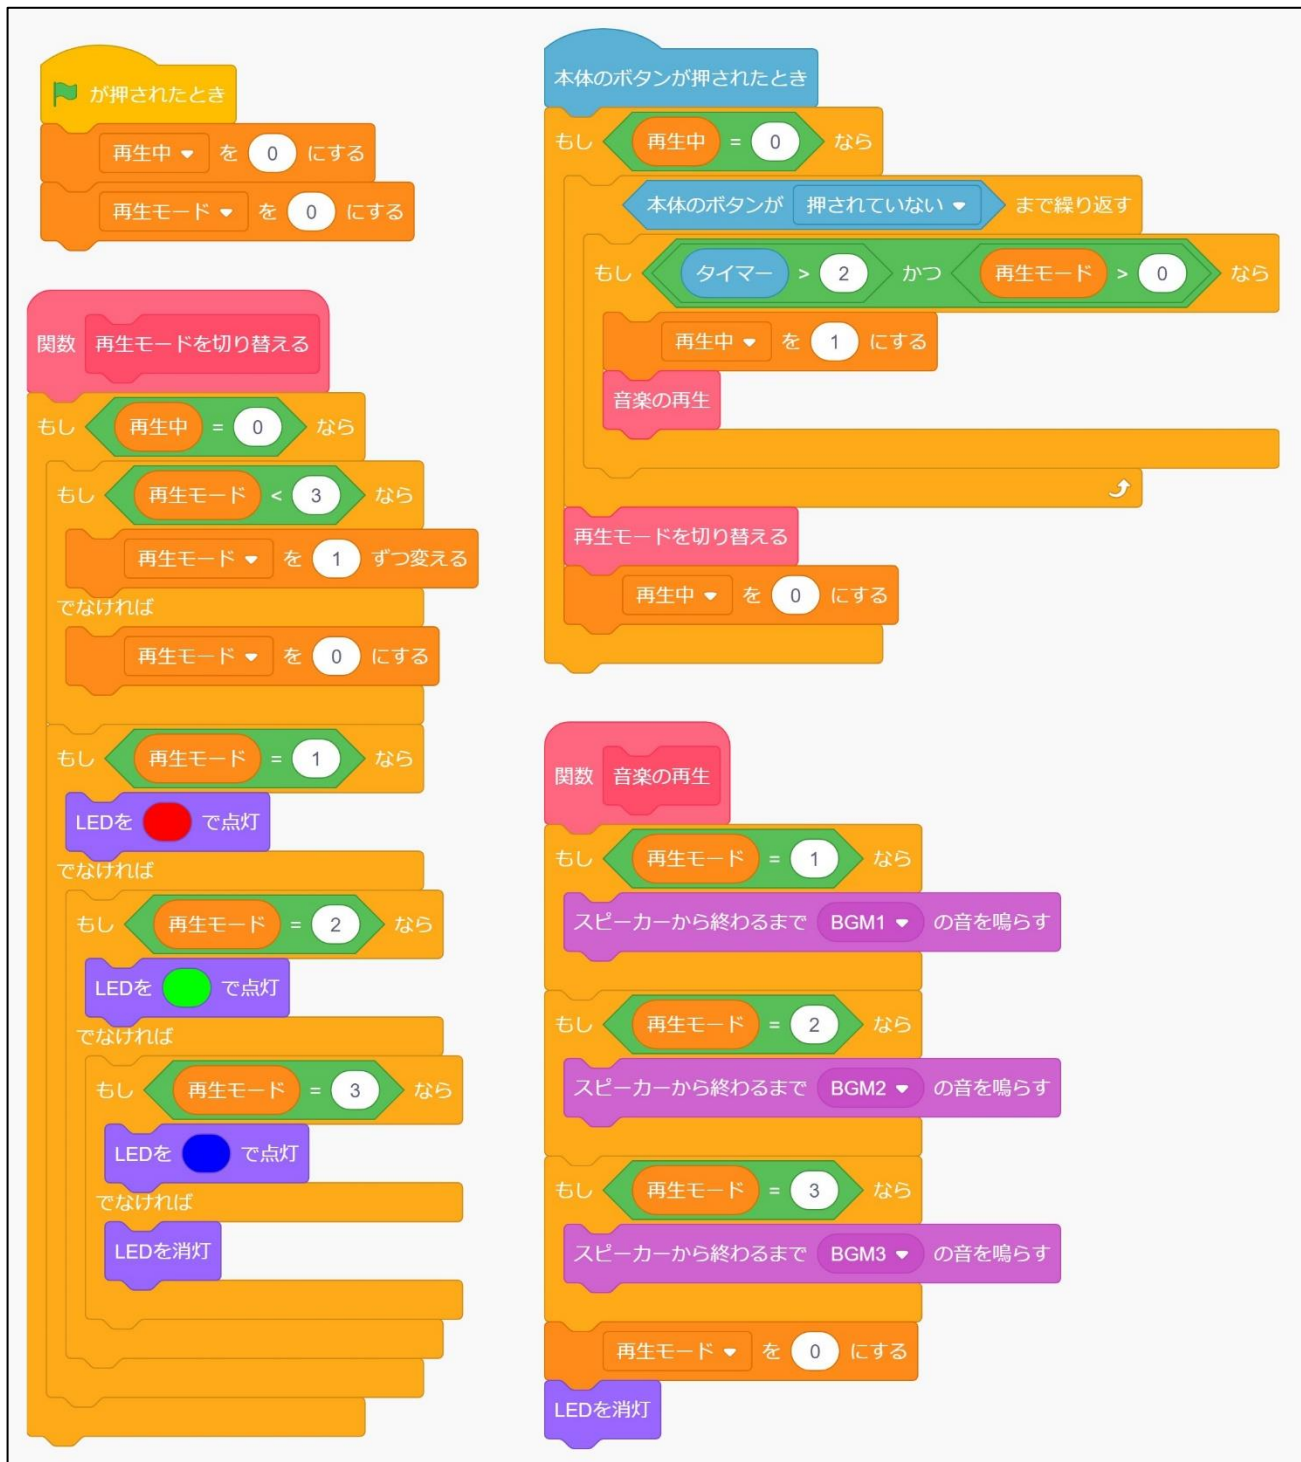 が押されたとき
再生中 を 0 にする
再生モード を 0 にする
関数 再生モードを切り替える
もし 再生中 = 0 なら
もし 再生モード < 3 なら
再生モード を 1 ずつ変える
でなければ
再生モード を 0 にする
もし 再生モード = 1 なら
LEDを で点灯
でなければ
もし 再生モード = 2 なら
LEDを で点灯
でなければ
もし 再生モード = 3 なら
LEDを で点灯
でなければ
LEDを消灯
本体のボタンが押されたとき
もし 再生中 = 0 なら
本体のボタンが 押されていない まで繰り返す
もし タイマー > 2 かつ 再生モード > 0 なら
再生中 を 1 にする
音楽の再生
再生モードを切り替える
再生中 を 0 にする
関数 音楽の再生
もし 再生モード = 1 なら
スピーカーから終わるまで BGM1 の音を鳴らす
もし 再生モード = 2 なら
スピーカーから終わるまで BGM2 の音を鳴らす
もし 再生モード = 3 なら
スピーカーから終わるまで BGM3 の音を鳴らす
再生モード を 0 にする
LEDを消灯